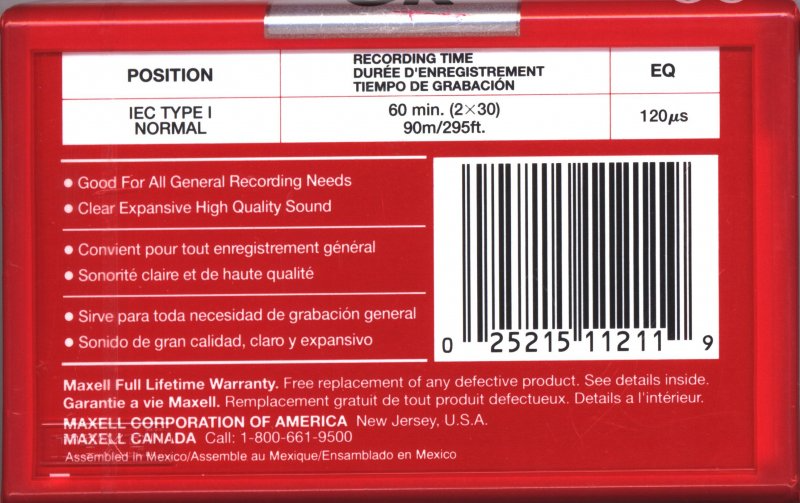 POSITION
RECORDING TIME
DURÉE D'ENREGISTREMENT
TIEMPO DE GRABACIÓN
EQ
IEC TYPE I
NORMAL
60 min. (2×30)
90m/295ft.
120μs
• Good For All General Recording Needs
• Clear Expansive High Quality Sound
• Convient pour tout enregistrement général
• Sonorité claire et de haute qualité
• Sirve para toda necesidad de grabación general
• Sonido de gran calidad, claro y expansivo
0 25215 11211 9
Maxell Full Lifetime Warranty. Free replacement of any defective product. See details inside.
Garantie a vie Maxell. Remplacement gratuit de tout produit defectueux. Details a l'intérieur.
MAXELL CORPORATION OF AMERICA New Jersey, U.S.A.
MAXELL CANADA Call: 1-800-661-9500
Assembled in Mexico/Assemble au Mexique/Ensamblado en Mexico